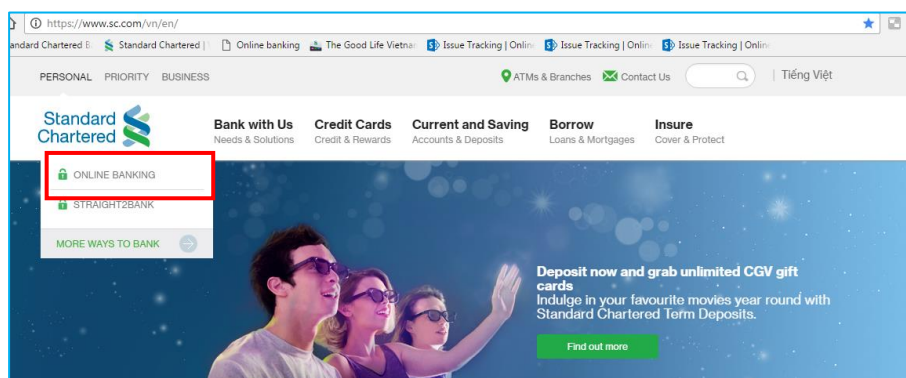 https://www.sc.com/vn/en/
andard Chartered B Standard Chartered | Online banking The Good Life Vietnar Issue Tracking | Onlin Issue Tracking | Onlin Issue Tracking | Onlin
PERSONAL PRIORITY BUSINESS ATMs & Branches Contact Us Tiếng Việt
Standard Chartered
Bank with Us Credit Cards Current and Saving Borrow Insure
Needs & Solutions Credit & Rewards Accounts & Deposits Loans & Mortgages Cover & Protect
ONLINE BANKING
STRAIGHT2BANK
MORE WAYS TO BANK
Deposit now and grab unlimited CGV gift
cards
Indulge in your favourite movies year round with
Standard Chartered Term Deposits.
Find out more